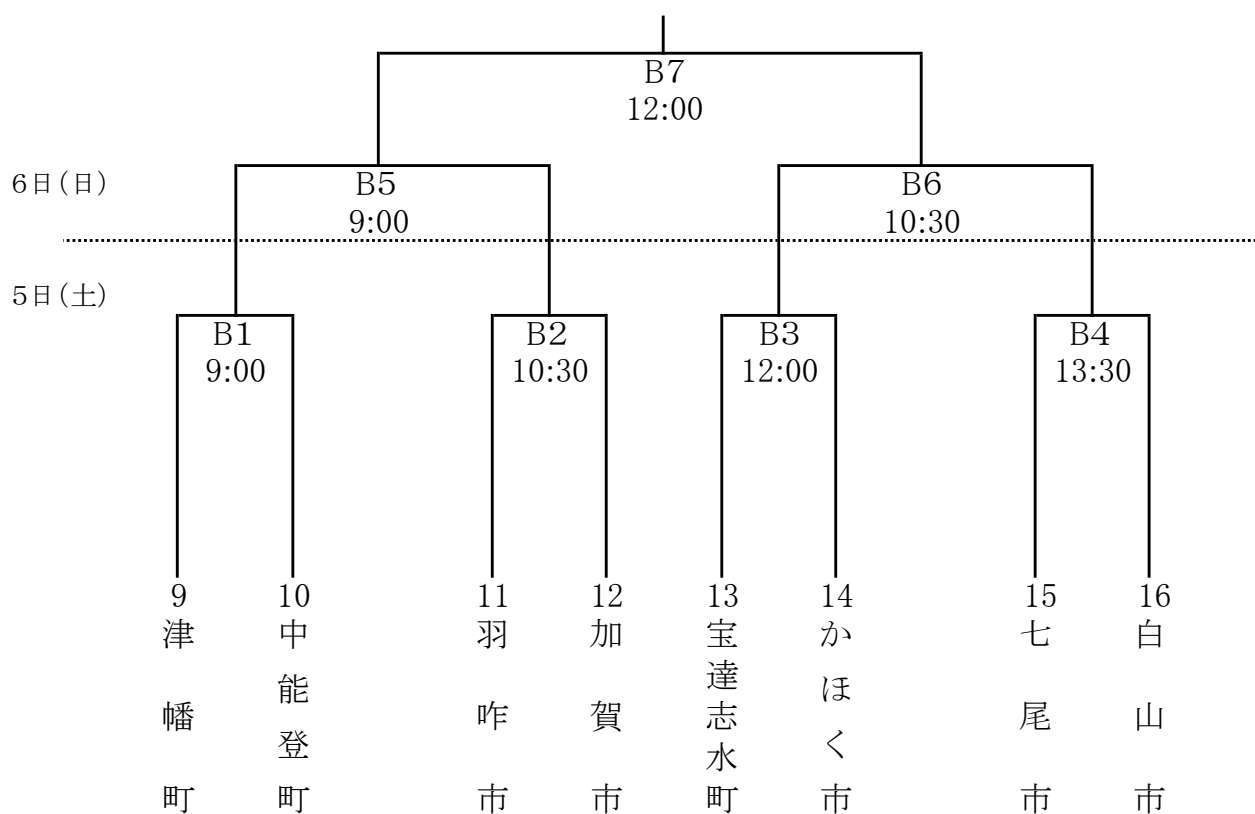 B7
12:00
6日(日)
B5
9:00
B6
10:30
5日(土)
B1
9:00
B2
10:30
B3
12:00
B4
13:30
9
津幡町
10
中能登町
11
羽咋市
12
加賀市
13
宝達志水町
14
かほく市
15
七尾市
16
白山市